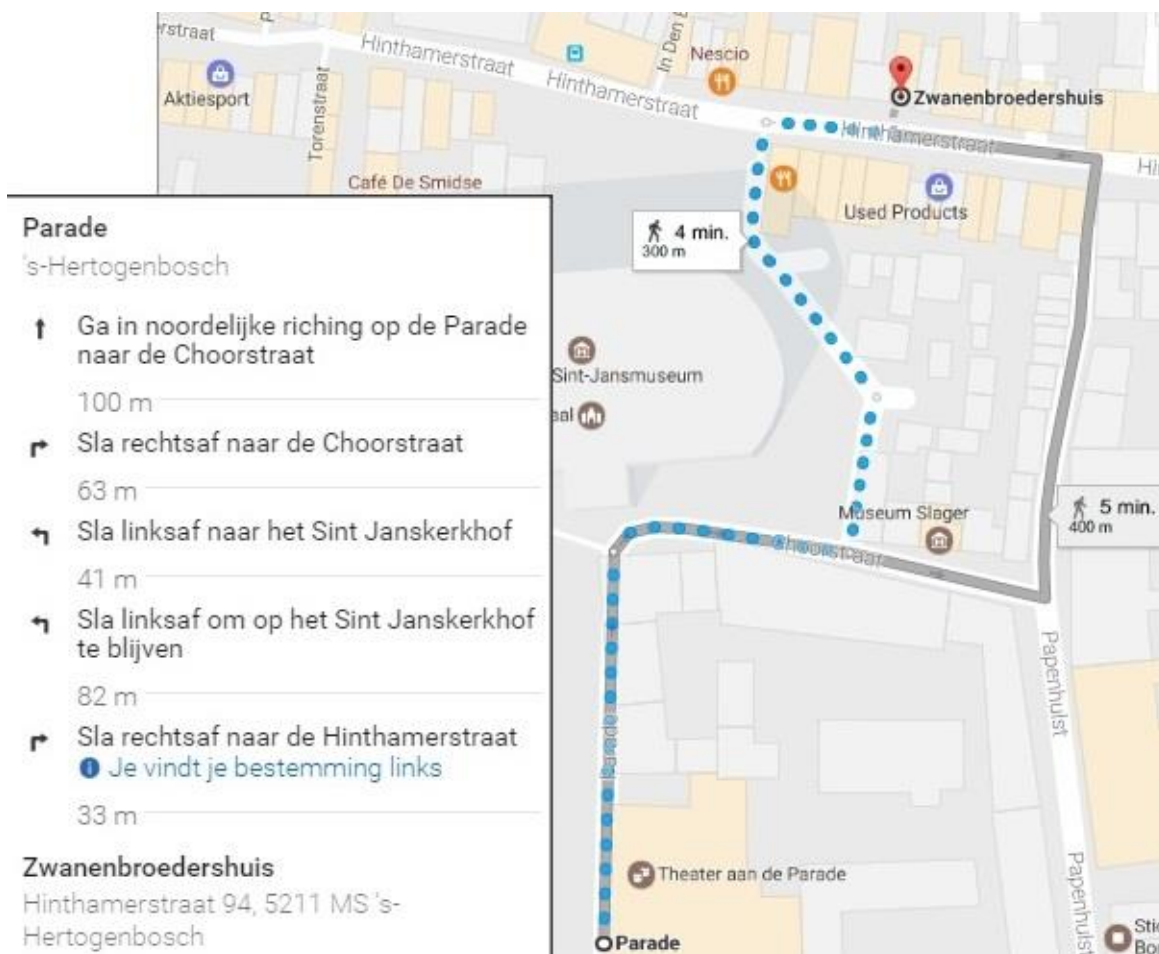 Hinthamerstraat
Nescio
Aktiesport
Torenstraat
Hinthamerstraat
Zwanenbroedershuis
Hinthamerstraat
Café De Smidse
Used Products
4 min.
300 m
Parade
's-Hertogenbosch
Ga in noordelijke riching op de Parade
naar de Choorstraat
100 m
Sla rechtsaf naar de Choorstraat
63 m
Sla linksaf naar het Sint Janskerkhof
41 m
Sla linksaf om op het Sint Janskerkhof
te blijven
82 m
Sla rechtsaf naar de Hinthamerstraat
Je vindt je bestemming links
33 m
Zwanenbroedershuis
Hinthamerstraat 94, 5211 MS 's-
Hertogenbosch
Sint-Jansmuseum
Museum Slager
5 min.
400 m
Choorstraat
Papenhulst
Parade
Theater aan de Parade
Papenhulst
Parade